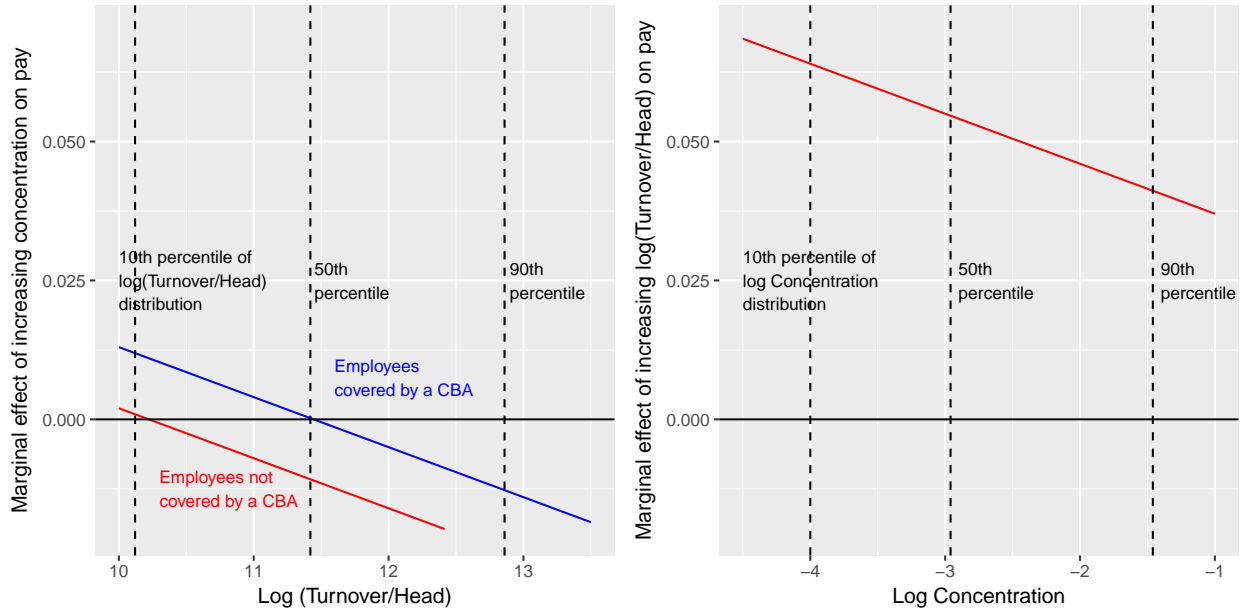 Marginal effect of increasing concentration on pay
0.050
0.025
0.000
10th percentile of
log(Turnover/Head)
distribution
50th
percentile
90th
percentile
Employees
covered by a CBA
Employees not
covered by a CBA
10
11
12
13
Log (Turnover/Head)
Marginal effect of increasing log(Turnover/Head) on pay
0.050
0.025
0.000
10th percentile of
log Concentration
distribution
50th
percentile
90th
percentile
−4
−3
−2
−1
Log Concentration